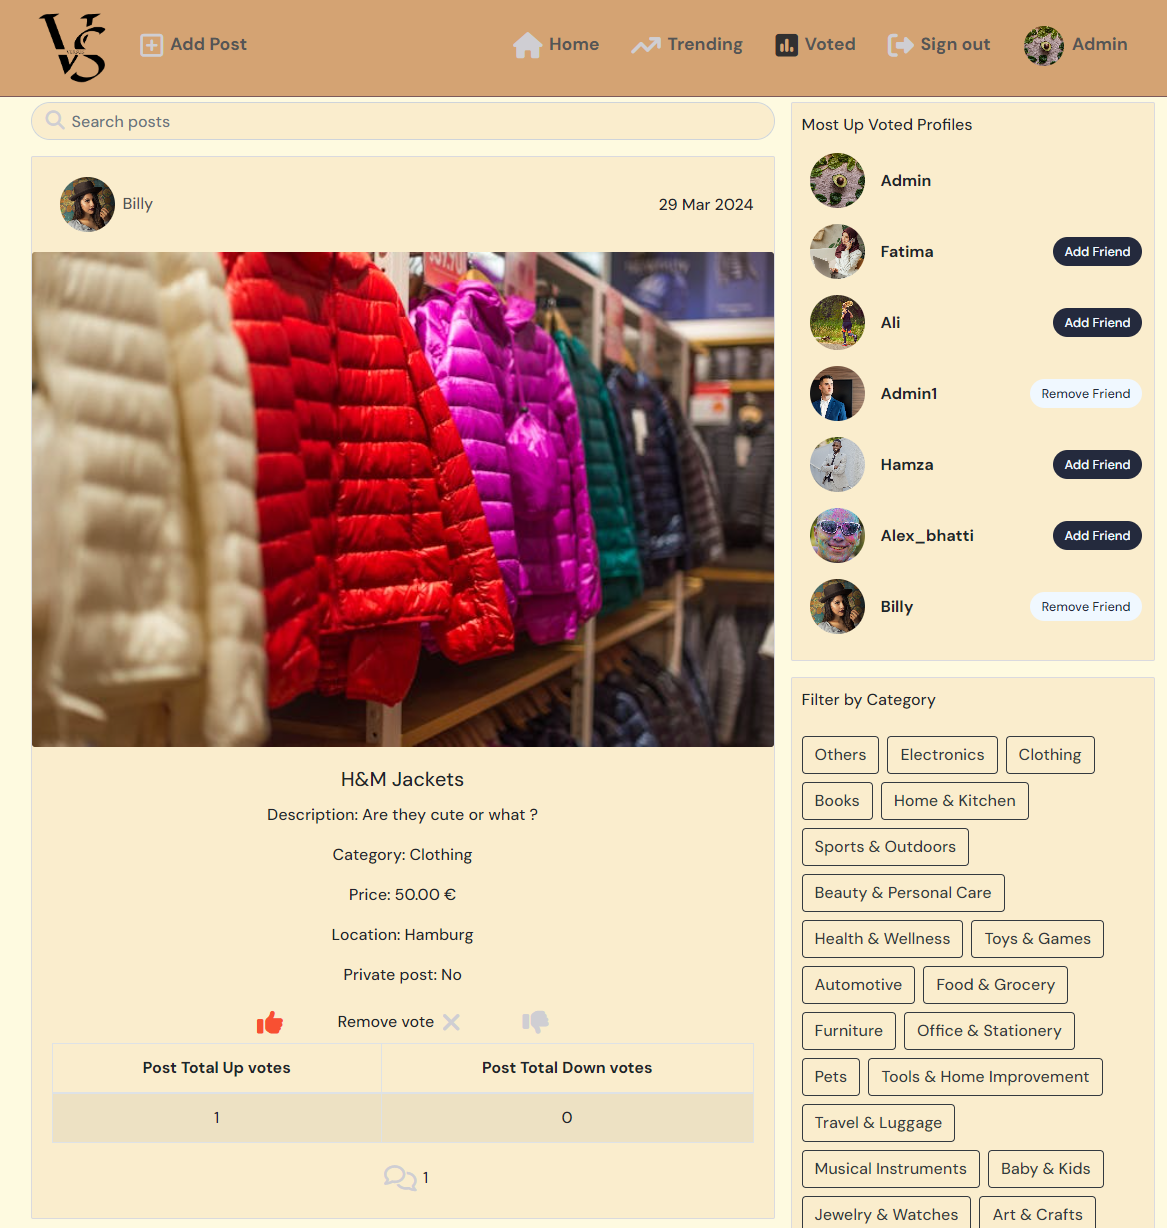 VS
VS
Add Post
Home
Trending
Voted
Sign out
Admin
Search posts
Billy
29 Mar 2024
H&M Jackets
Description: Are they cute or what ?
Category: Clothing
Price: 50.00 €
Location: Hamburg
Private post: No
Remove vote
Post Total Up votes
Post Total Down votes
1
0
1
Most Up Voted Profiles
Admin
Fatima
Add Friend
Ali
Add Friend
Admin1
Remove Friend
Hamza
Add Friend
Alex_bhatti
Add Friend
Billy
Remove Friend
Filter by Category
Others
Electronics
Clothing
Books
Home & Kitchen
Sports & Outdoors
Beauty & Personal Care
Health & Wellness
Toys & Games
Automotive
Food & Grocery
Furniture
Office & Stationery
Pets
Tools & Home Improvement
Travel & Luggage
Musical Instruments
Baby & Kids
Jewelry & Watches
Art & Crafts